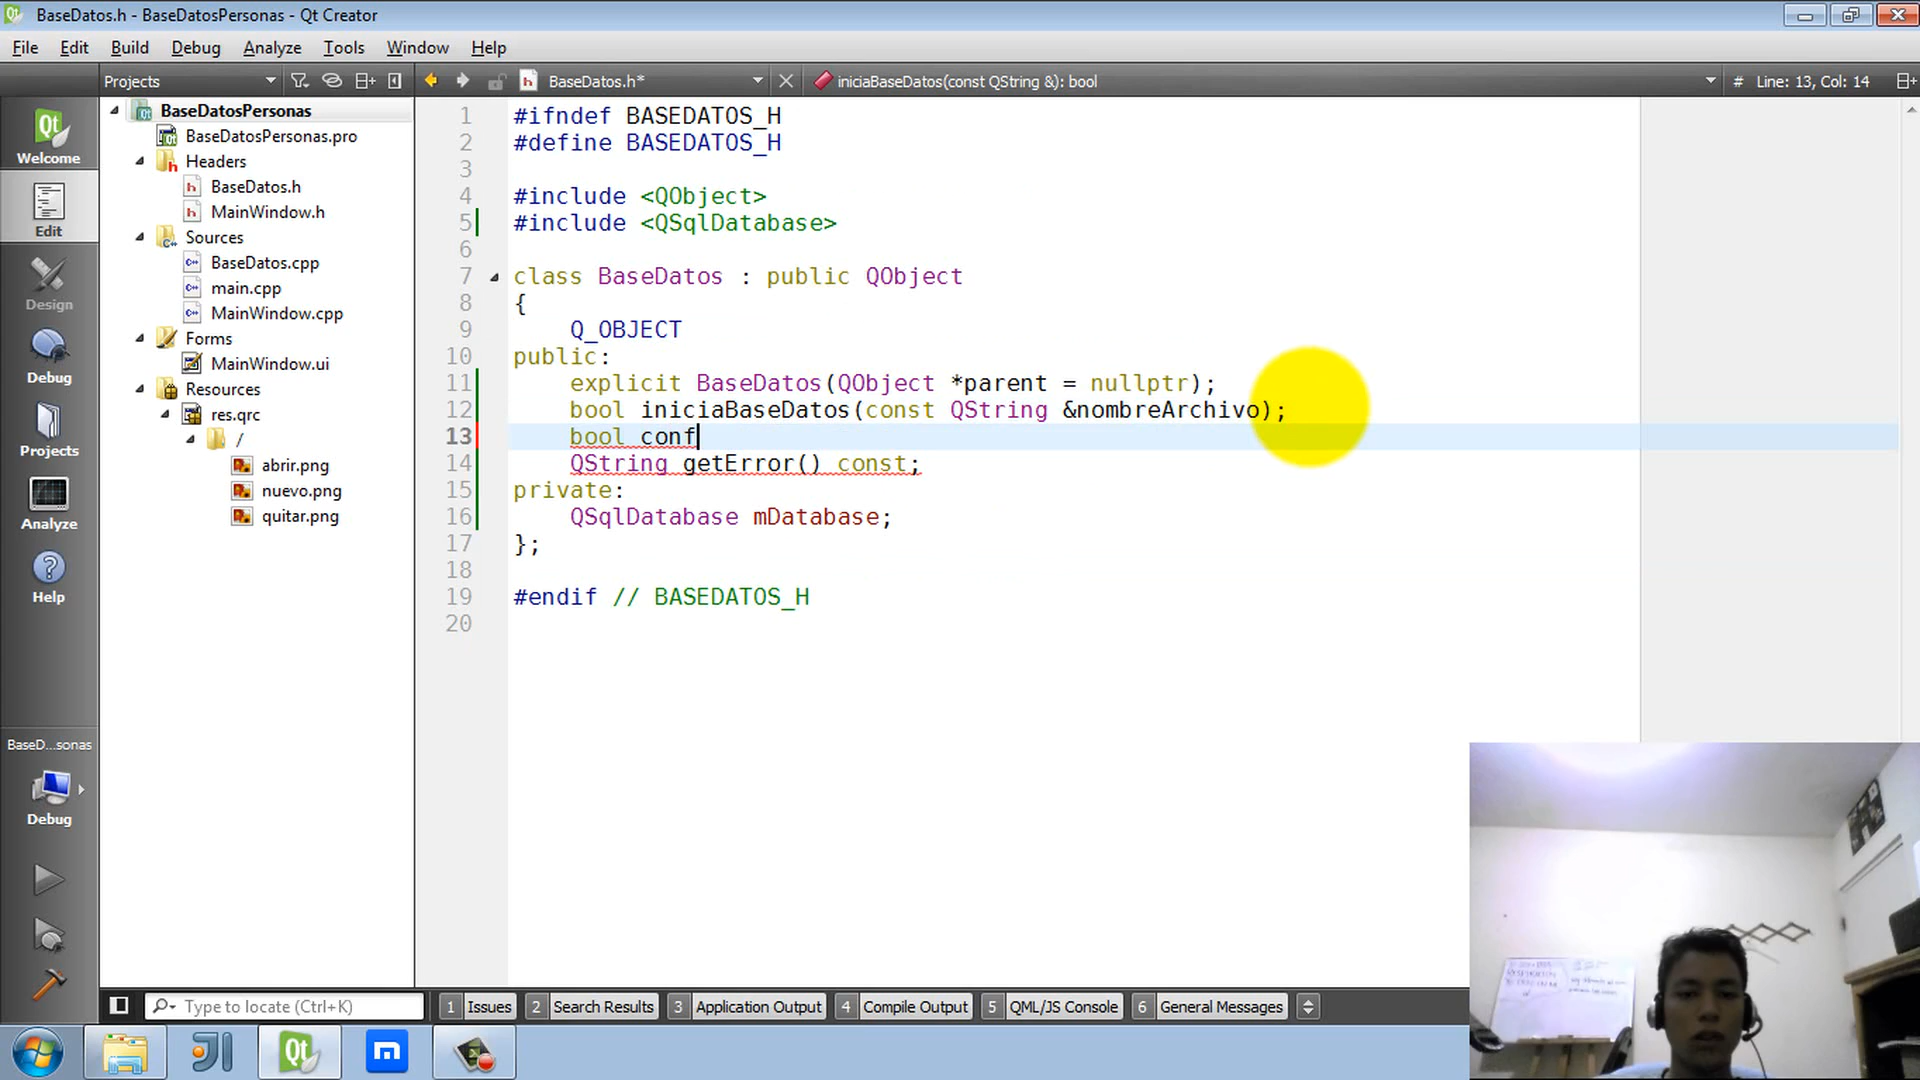 BaseDatos.h - BaseDatosPersonas - Qt Creator
File Edit Build Debug Analyze Tools Window Help
Projects BaseDatos.h* iniciaBaseDatos(const QString &): bool # Line: 13, Col: 14
Welcome
Edit
Design
Debug
Projects
Analyze
Help
BaseD...sonas
Debug
BaseDatosPersonas
BaseDatosPersonas.pro
Headers
BaseDatos.h
MainWindow.h
Sources
BaseDatos.cpp
main.cpp
MainWindow.cpp
Forms
MainWindow.ui
Resources
res.qrc
/
abrir.png
nuevo.png
quitar.png
1 #ifndef BASEDATOS_H
2 #define BASEDATOS_H
3
4 #include <QObject>
5 #include <QSqlDatabase>
6
7 class BaseDatos : public QObject
8 {
9 Q_OBJECT
10 public:
11 explicit BaseDatos(QObject *parent = nullptr);
12 bool iniciaBaseDatos(const QString &nombreArchivo);
13 bool conf
14 QString getError() const;
15 private:
16 QSqlDatabase mDatabase;
17 };
18
19 #endif // BASEDATOS_H
20
Type to locate (Ctrl+K) 1 Issues 2 Search Results 3 Application Output 4 Compile Output 5 QML/JS Console 6 General Messages